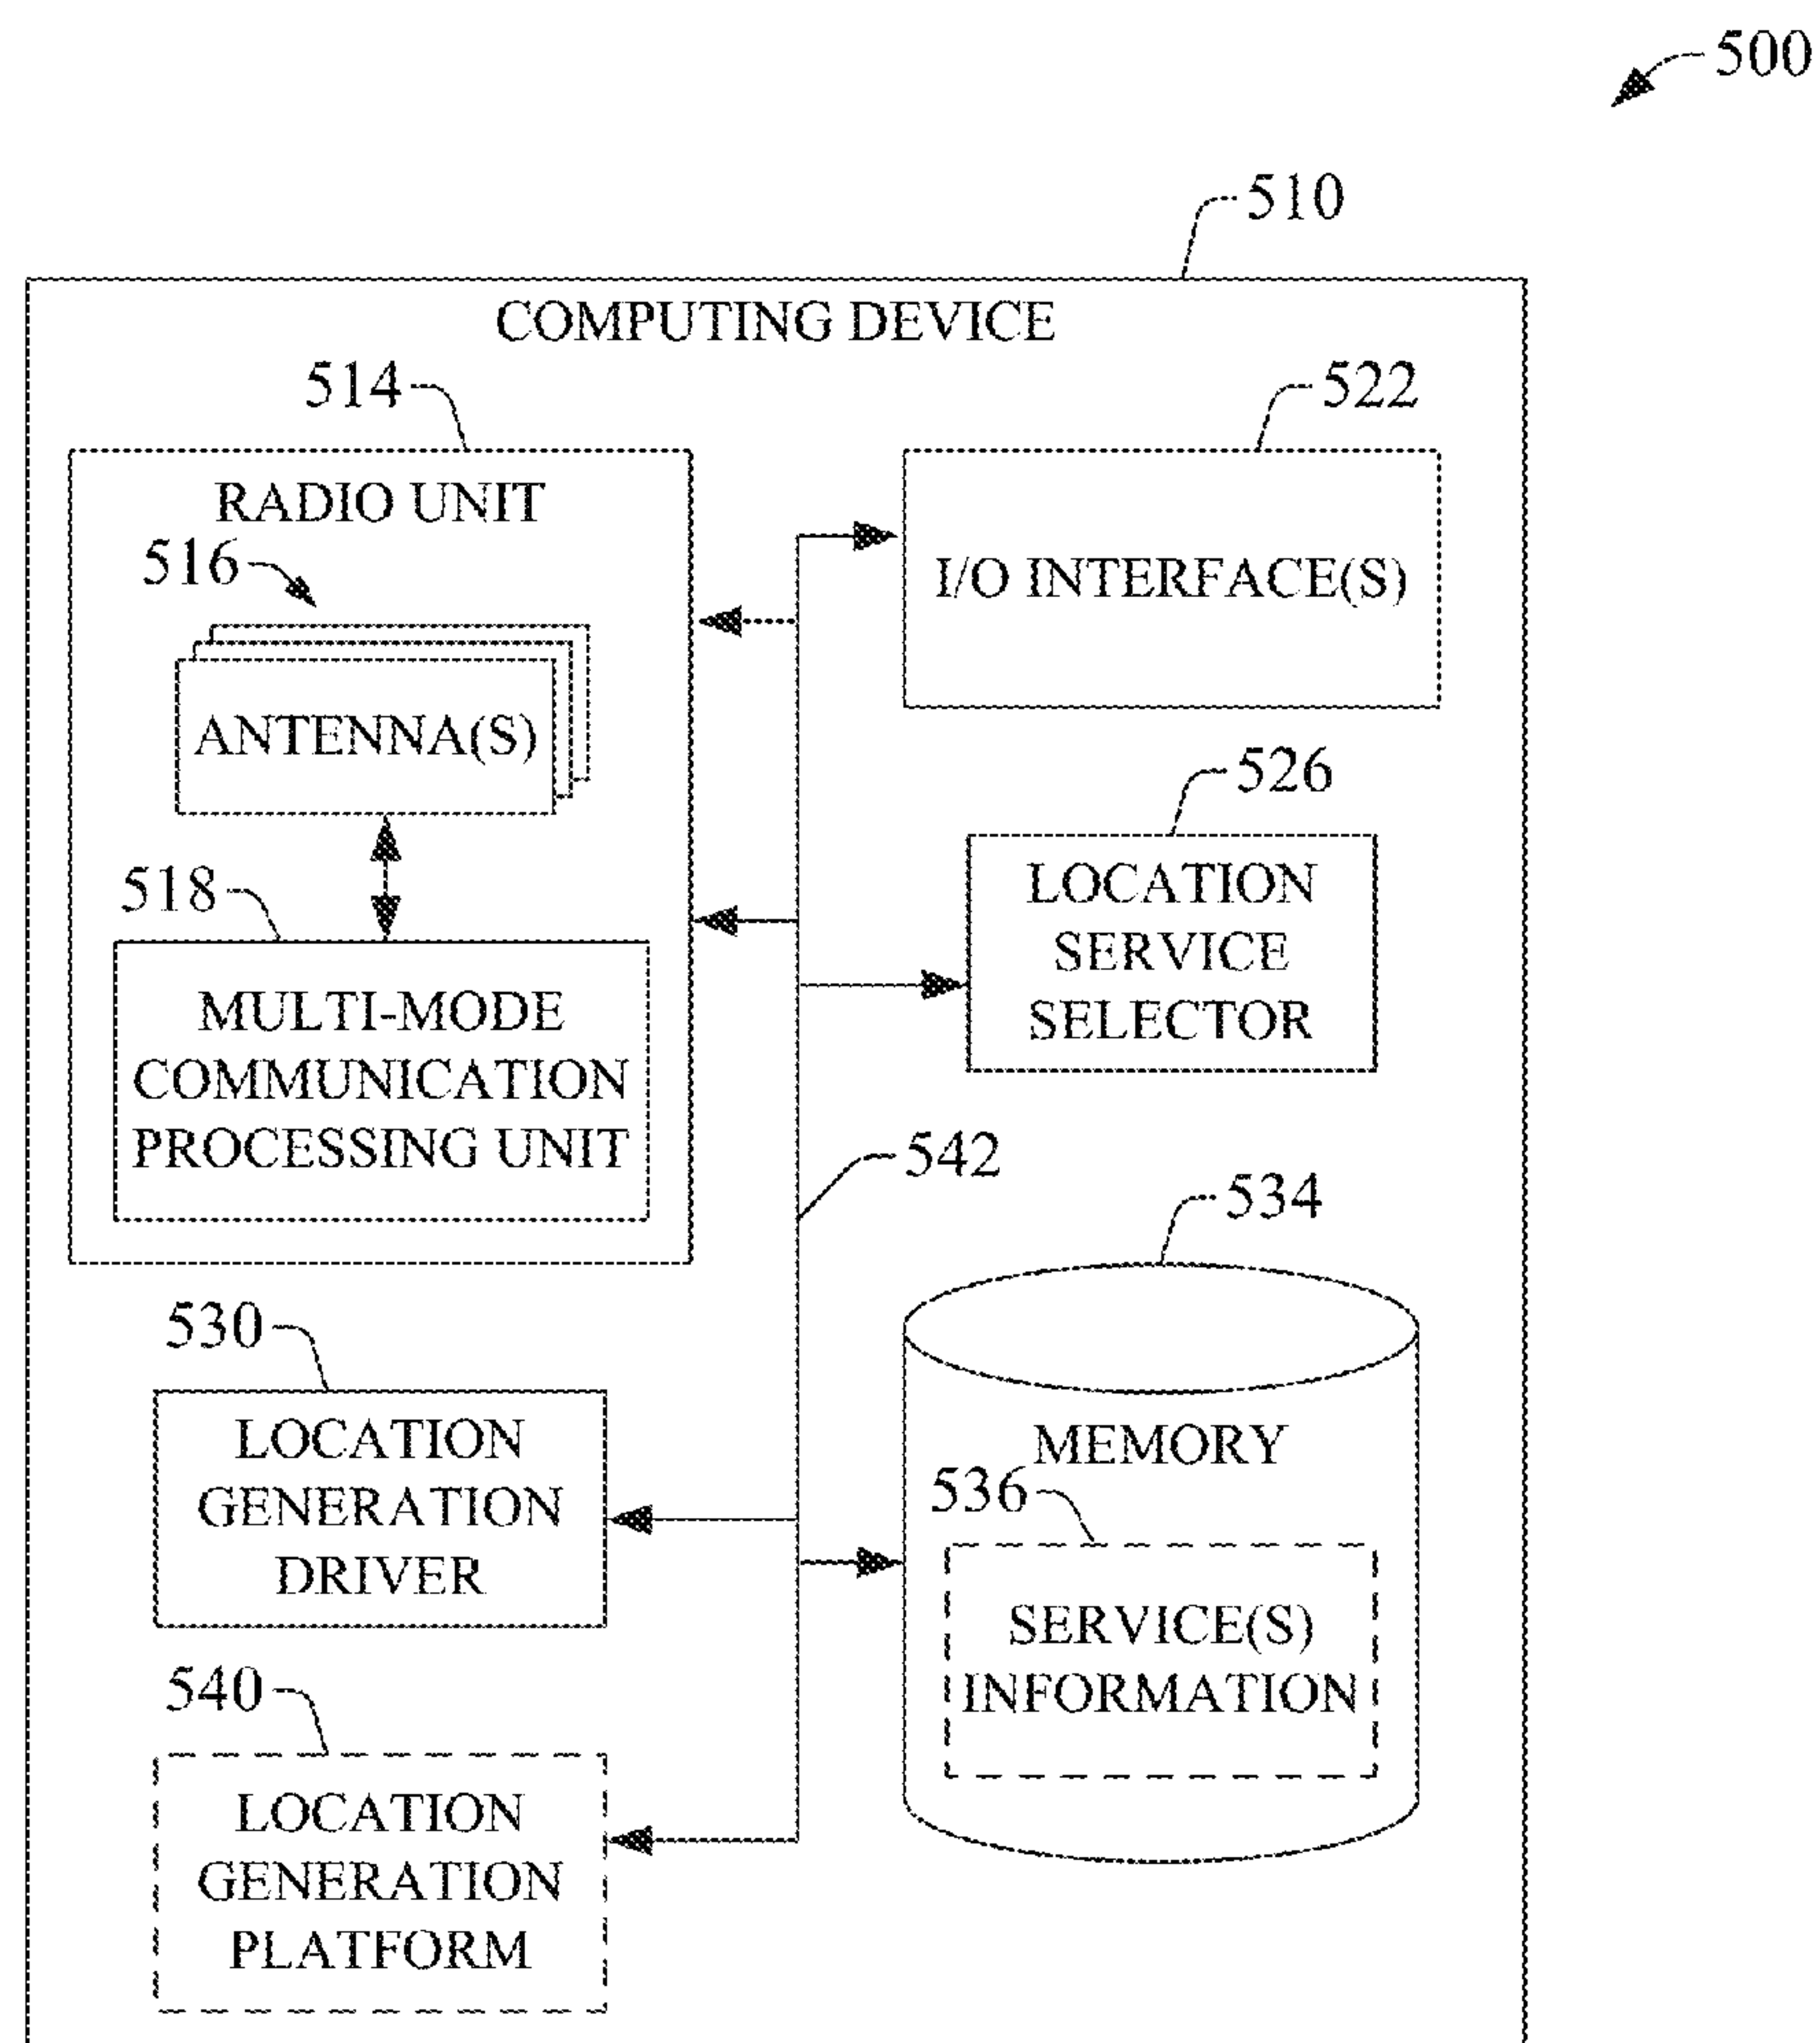 500
510
COMPUTING DEVICE
514
522
RADIO UNIT
516
I/O INTERFACE(S)
ANTENNA(S)
526
518
LOCATION
SERVICE
SELECTOR
MULTI-MODE
COMMUNICATION
PROCESSING UNIT
542
534
530
MEMORY
LOCATION
GENERATION
DRIVER
536
SERVICE(S)
INFORMATION
540
LOCATION
GENERATION
PLATFORM